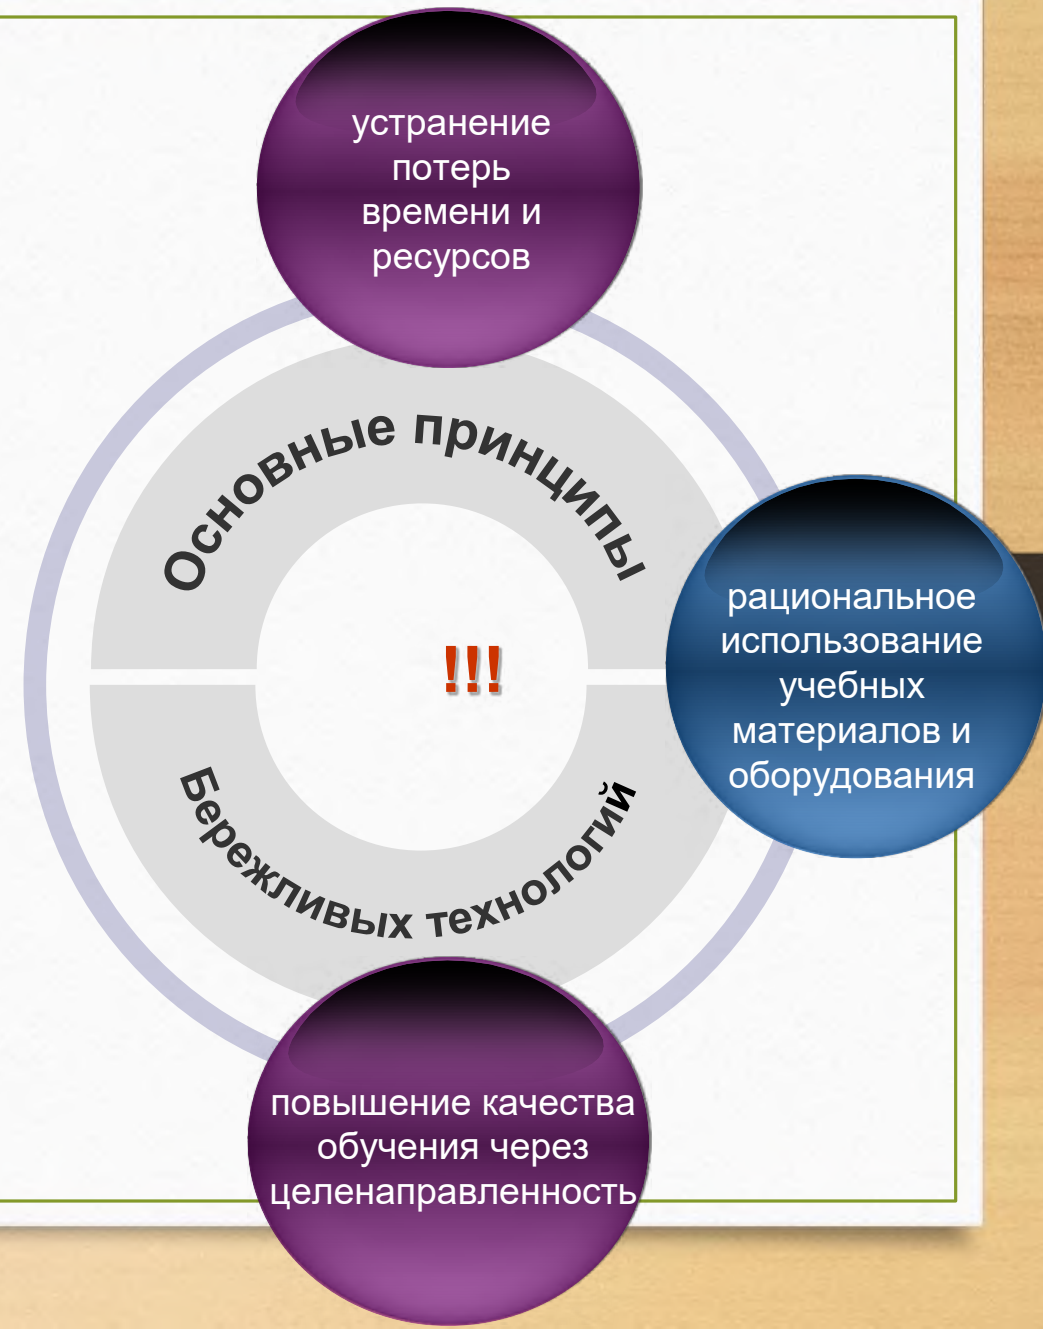 устранение
потерь
времени и
ресурсов
Основные принципы
!!!
рациональное
использование
учебных
материалов и
оборудования
Бережливых технологий
повышение качества
обучения через
целенаправленность